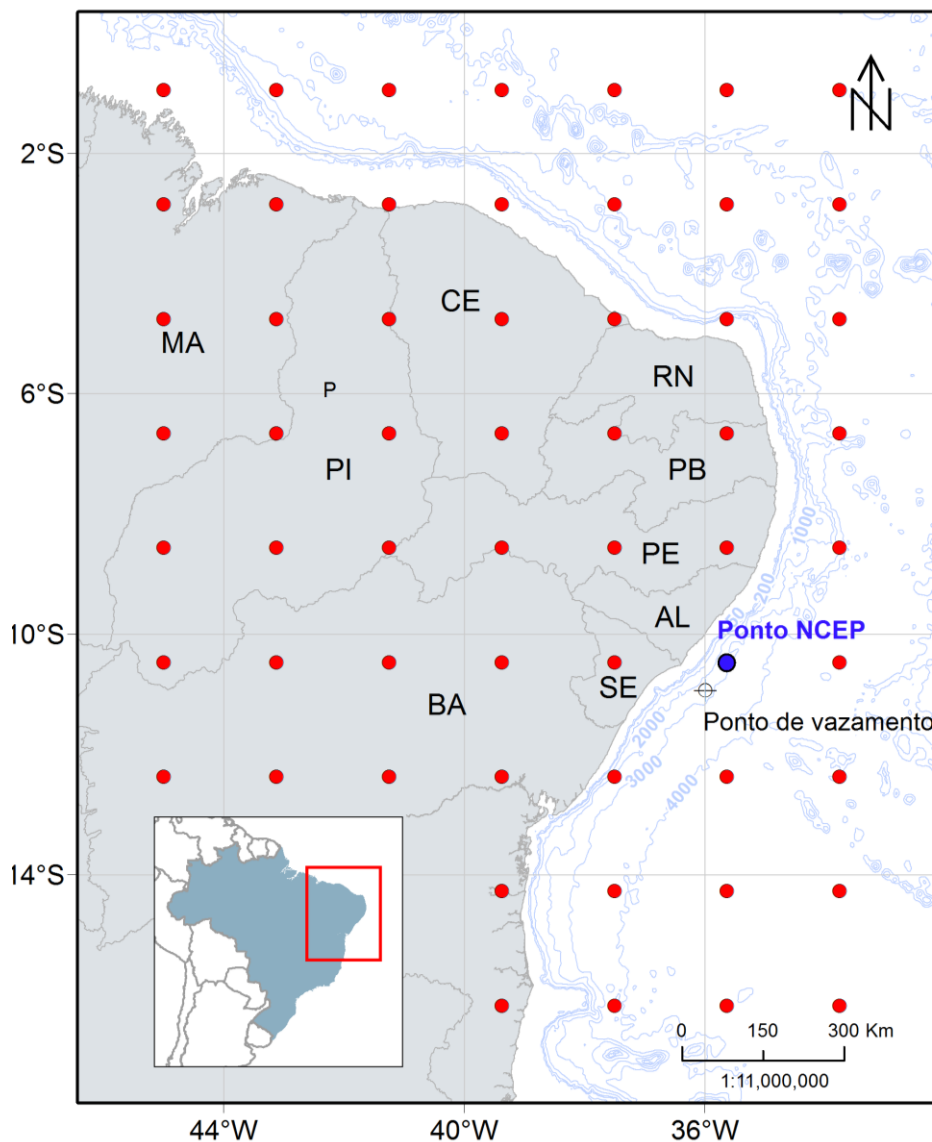 N
2°S
CE
MA
RN
6°S
P
PI
PB
1000
PE
200
50
AL
10°S
Ponto NCEP
SE
BA
Ponto de vazamento
2000
3000
4000
14°S
0 150 300 Km
1:11,000,000
44°W 40°W 36°W